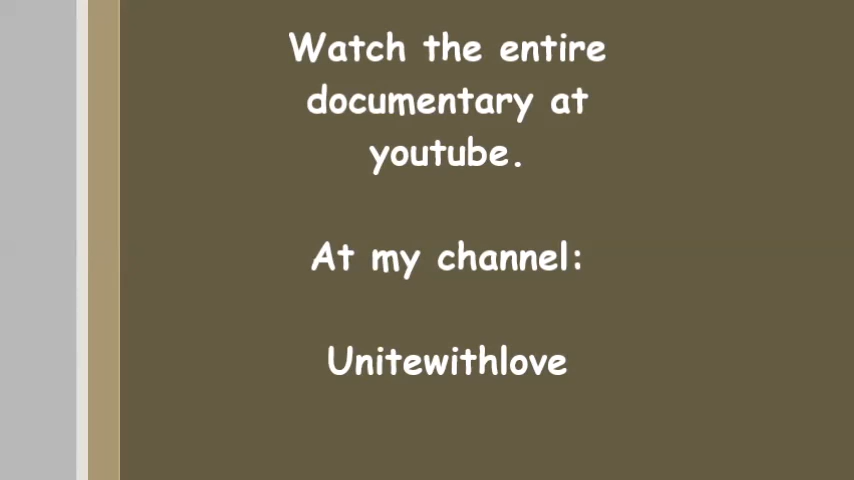 Watch the entire
documentary at
youtube.
At my channel:
Unitewithlove